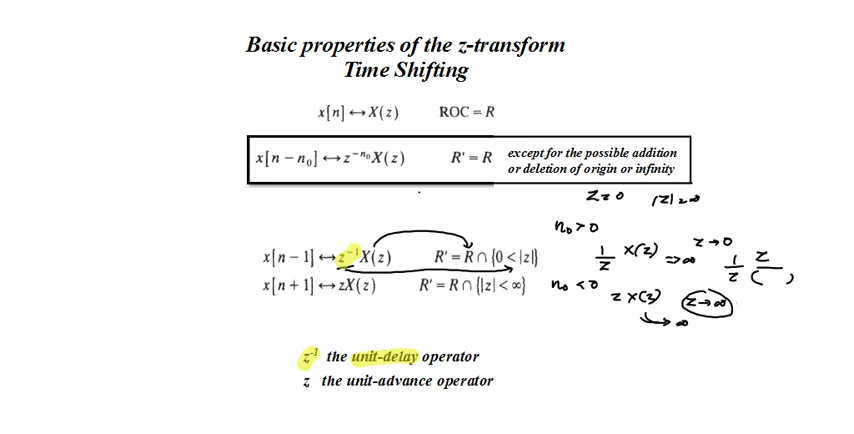 Basic properties of the z-transform
Time Shifting
x[n] ↔ X(z) ROC = R
x[n − n₀] ↔ z⁻ⁿ⁰X(z) R' = R except for the possible addition
or deletion of origin or infinity
z=0 |z|=∞
n₀>0
z→0
x[n − 1] ↔ z⁻¹X(z) R' = R ∩ {0 < |z|} 1/z X(z) ⇒∞ 1/z z/( )
x[n + 1] ↔ zX(z) R' = R ∩ {|z| < ∞} n₀<0
z X(z) z→∞
→∞
z⁻¹ the unit-delay operator
z the unit-advance operator